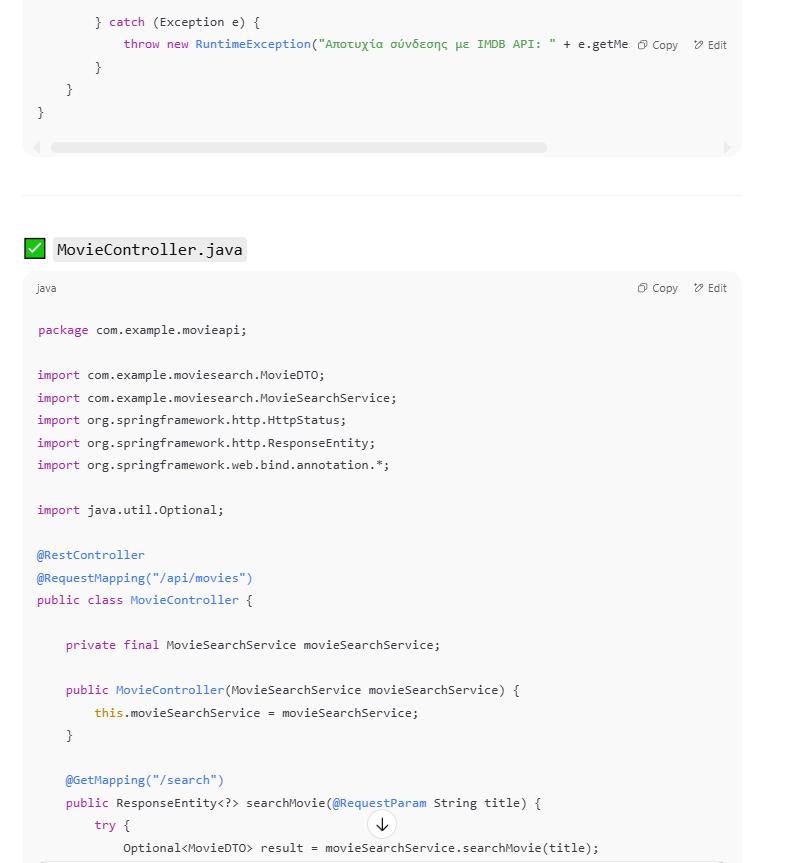 } catch (Exception e) {
throw new RuntimeException("Αποτυχία σύνδεσης με IMDB API: " + e.getMe Copy Edit
}
}
}
MovieController.java
java Copy Edit
package com.example.movieapi;
import com.example.moviesearch.MovieDTO;
import com.example.moviesearch.MovieSearchService;
import org.springframework.http.HttpStatus;
import org.springframework.http.ResponseEntity;
import org.springframework.web.bind.annotation.*;
import java.util.Optional;
@RestController
@RequestMapping("/api/movies")
public class MovieController {
private final MovieSearchService movieSearchService;
public MovieController(MovieSearchService movieSearchService) {
this.movieSearchService = movieSearchService;
}
@GetMapping("/search")
public ResponseEntity<?> searchMovie(@RequestParam String title) {
try {
Optional<MovieDTO> result = movieSearchService.searchMovie(title);